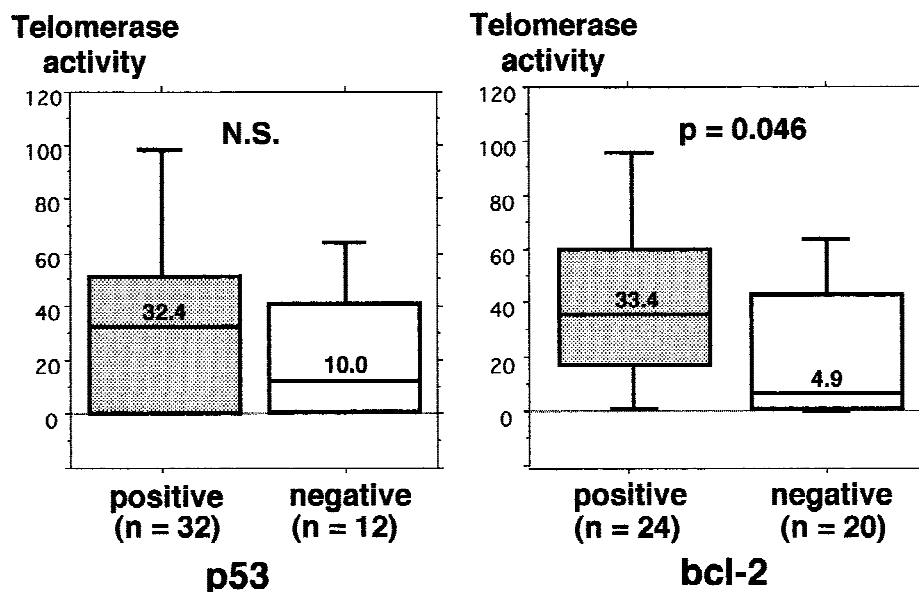 Telomerase
activity
120
100
80
60
40
20
0
N.S.
32.4
10.0
positive
(n = 32)
negative
(n = 12)
p53
Telomerase
activity
120
100
80
60
40
20
0
p = 0.046
33.4
4.9
positive
(n = 24)
negative
(n = 20)
bcl-2